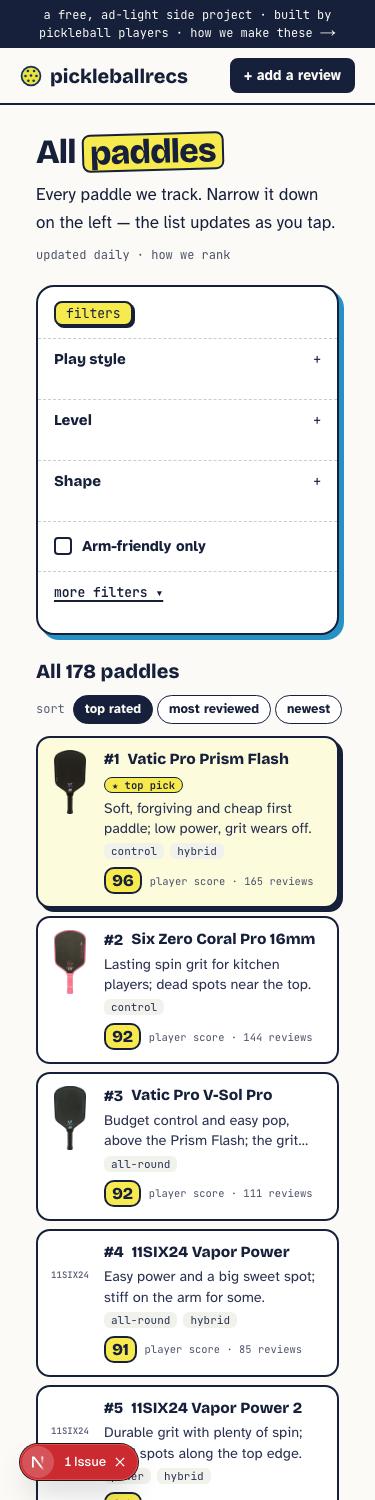 a free, ad-light side project · built by
pickleball players · how we make these →
pickleballrecs
+ add a review
All paddles
Every paddle we track. Narrow it down
on the left — the list updates as you tap.
updated daily · how we rank
filters
Play style +
Level +
Shape +
Arm-friendly only
more filters ▾
All 178 paddles
sort top rated most reviewed newest
#1 Vatic Pro Prism Flash
★ top pick
Soft, forgiving and cheap first
paddle; low power, grit wears off.
control hybrid
96 player score · 165 reviews
#2 Six Zero Coral Pro 16mm
Lasting spin grit for kitchen
players; dead spots near the top.
control
92 player score · 144 reviews
#3 Vatic Pro V-Sol Pro
Budget control and easy pop,
above the Prism Flash; the grit…
all-round
92 player score · 111 reviews
#4 11SIX24 Vapor Power
11SIX24
Easy power and a big sweet spot;
stiff on the arm for some.
all-round hybrid
91 player score · 85 reviews
#5 11SIX24 Vapor Power 2
11SIX24
Durable grit with plenty of spin;
spots along the top edge.
hybrid
N 1 Issue ×